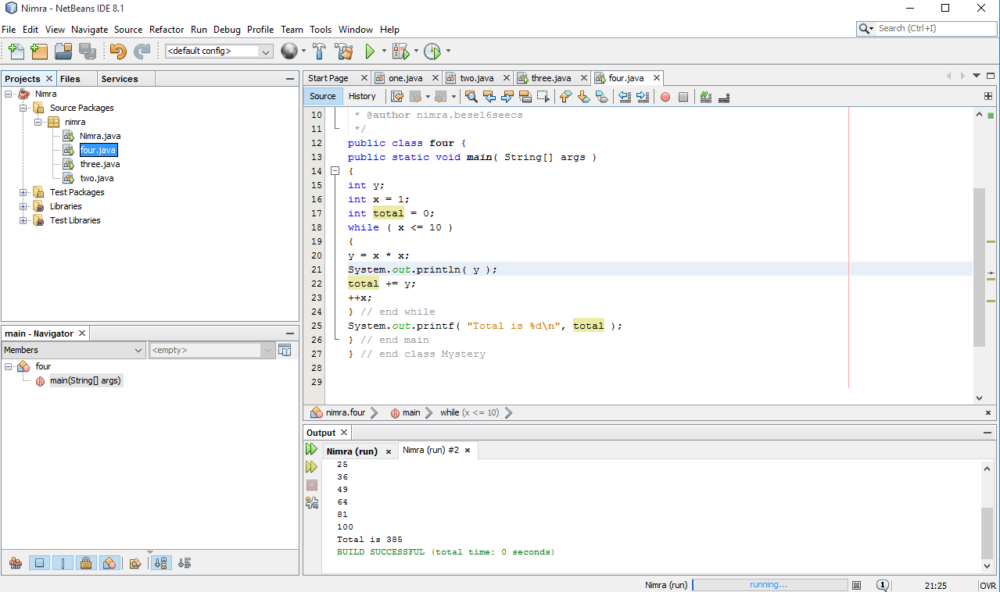 Nimra - NetBeans IDE 8.1
File Edit View Navigate Source Refactor Run Debug Profile Team Tools Window Help
Search (Ctrl+I)
<default config>
Projects Files Services
Nimra
Source Packages
nimra
Nimra.java
four.java
three.java
two.java
Test Packages
Libraries
Test Libraries
main - Navigator
Members <empty>
four
main(String[] args)
Start Page one.java two.java three.java four.java
Source History
10 * @author nimra.bese16seecs
11 */
12 public class four {
13 public static void main( String[] args )
14 {
15 int y;
16 int x = 1;
17 int total = 0;
18 while ( x <= 10 )
19 {
20 y = x * x;
21 System.out.println( y );
22 total += y;
23 ++x;
24 } // end while
25 System.out.printf( "Total is %d\n", total );
26 } // end main
27 } // end class Mystery
28
29
nimra.four main while (x <= 10)
Output
Nimra (run) Nimra (run) #2
25
36
49
64
81
100
Total is 385
BUILD SUCCESSFUL (total time: 0 seconds)
Nimra (run) running... 1 21:25 OVR